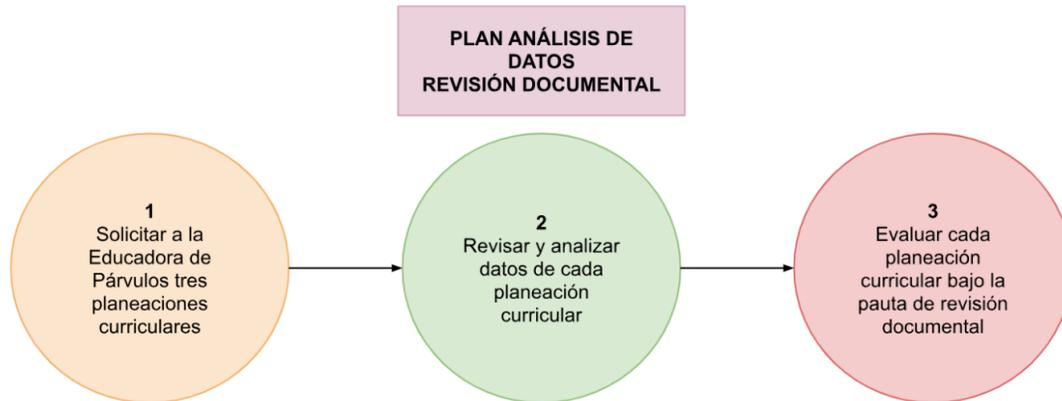 PLAN ANÁLISIS DE
DATOS
REVISIÓN DOCUMENTAL
1
Solicitar a la
Educadora de
Párvulos tres
planeaciones
curriculares
2
Revisar y analizar
datos de cada
planeación
curricular
3
Evaluar cada
planeación
curricular bajo la
pauta de revisión
documental